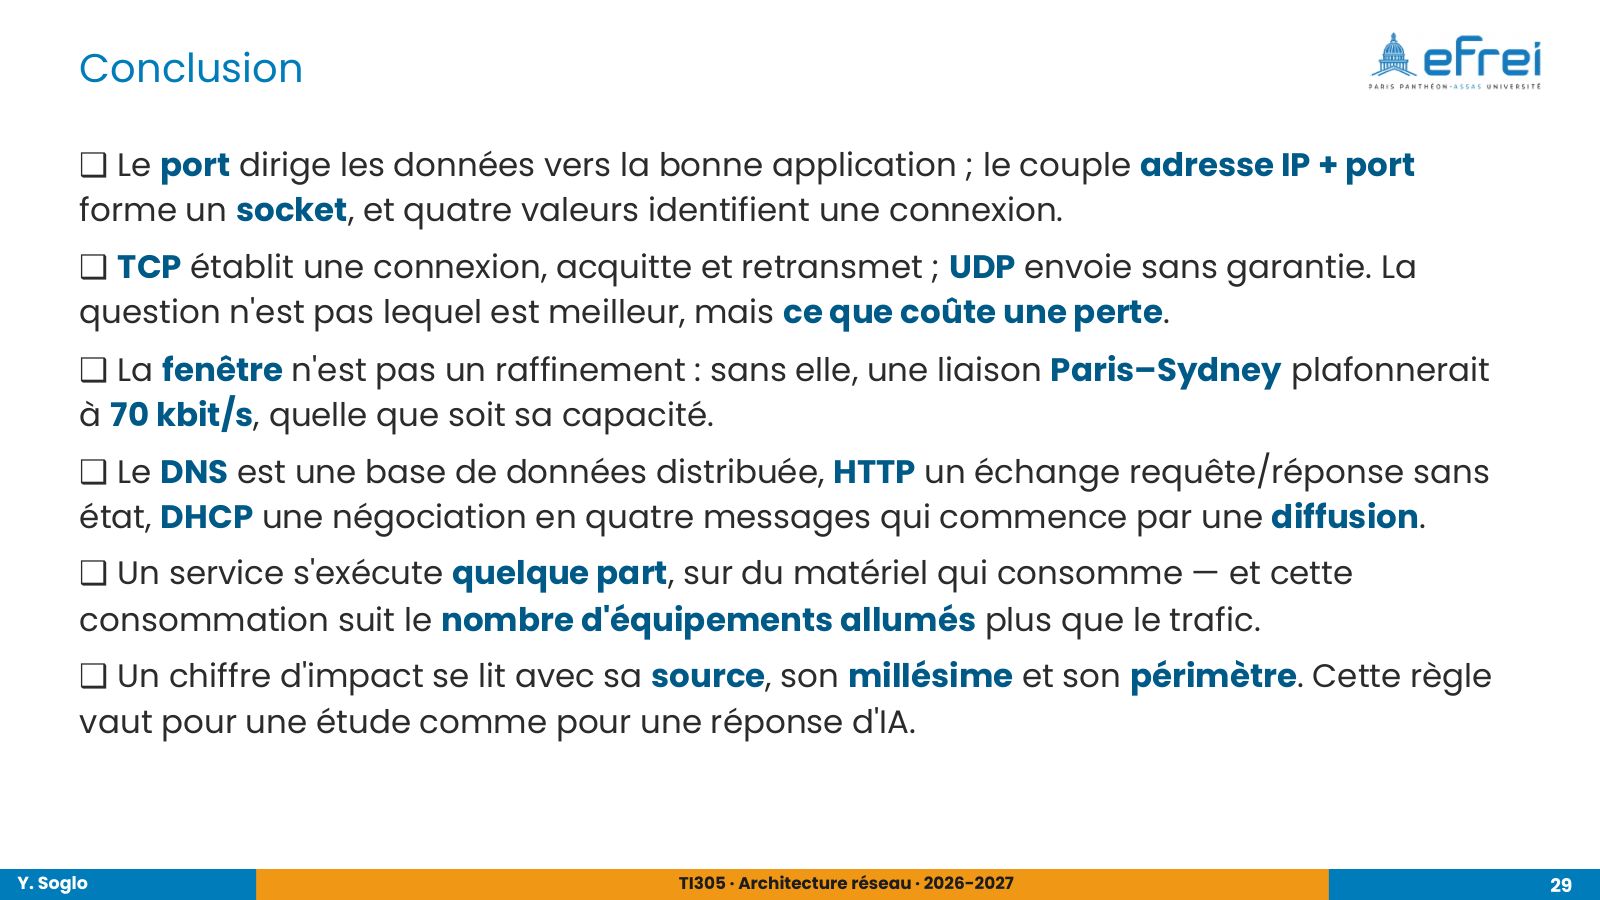 Conclusion
efrei
PARIS PANTHÉON-ASSAS UNIVERSITÉ
❑ Le port dirige les données vers la bonne application ; le couple adresse IP + port
forme un socket, et quatre valeurs identifient une connexion.
❑ TCP établit une connexion, acquitte et retransmet ; UDP envoie sans garantie. La
question n'est pas lequel est meilleur, mais ce que coûte une perte.
❑ La fenêtre n'est pas un raffinement : sans elle, une liaison Paris–Sydney plafonnerait
à 70 kbit/s, quelle que soit sa capacité.
❑ Le DNS est une base de données distribuée, HTTP un échange requête/réponse sans
état, DHCP une négociation en quatre messages qui commence par une diffusion.
❑ Un service s'exécute quelque part, sur du matériel qui consomme — et cette
consommation suit le nombre d'équipements allumés plus que le trafic.
❑ Un chiffre d'impact se lit avec sa source, son millésime et son périmètre. Cette règle
vaut pour une étude comme pour une réponse d'IA.
Y. Soglo
TI305 · Architecture réseau · 2026-2027
29